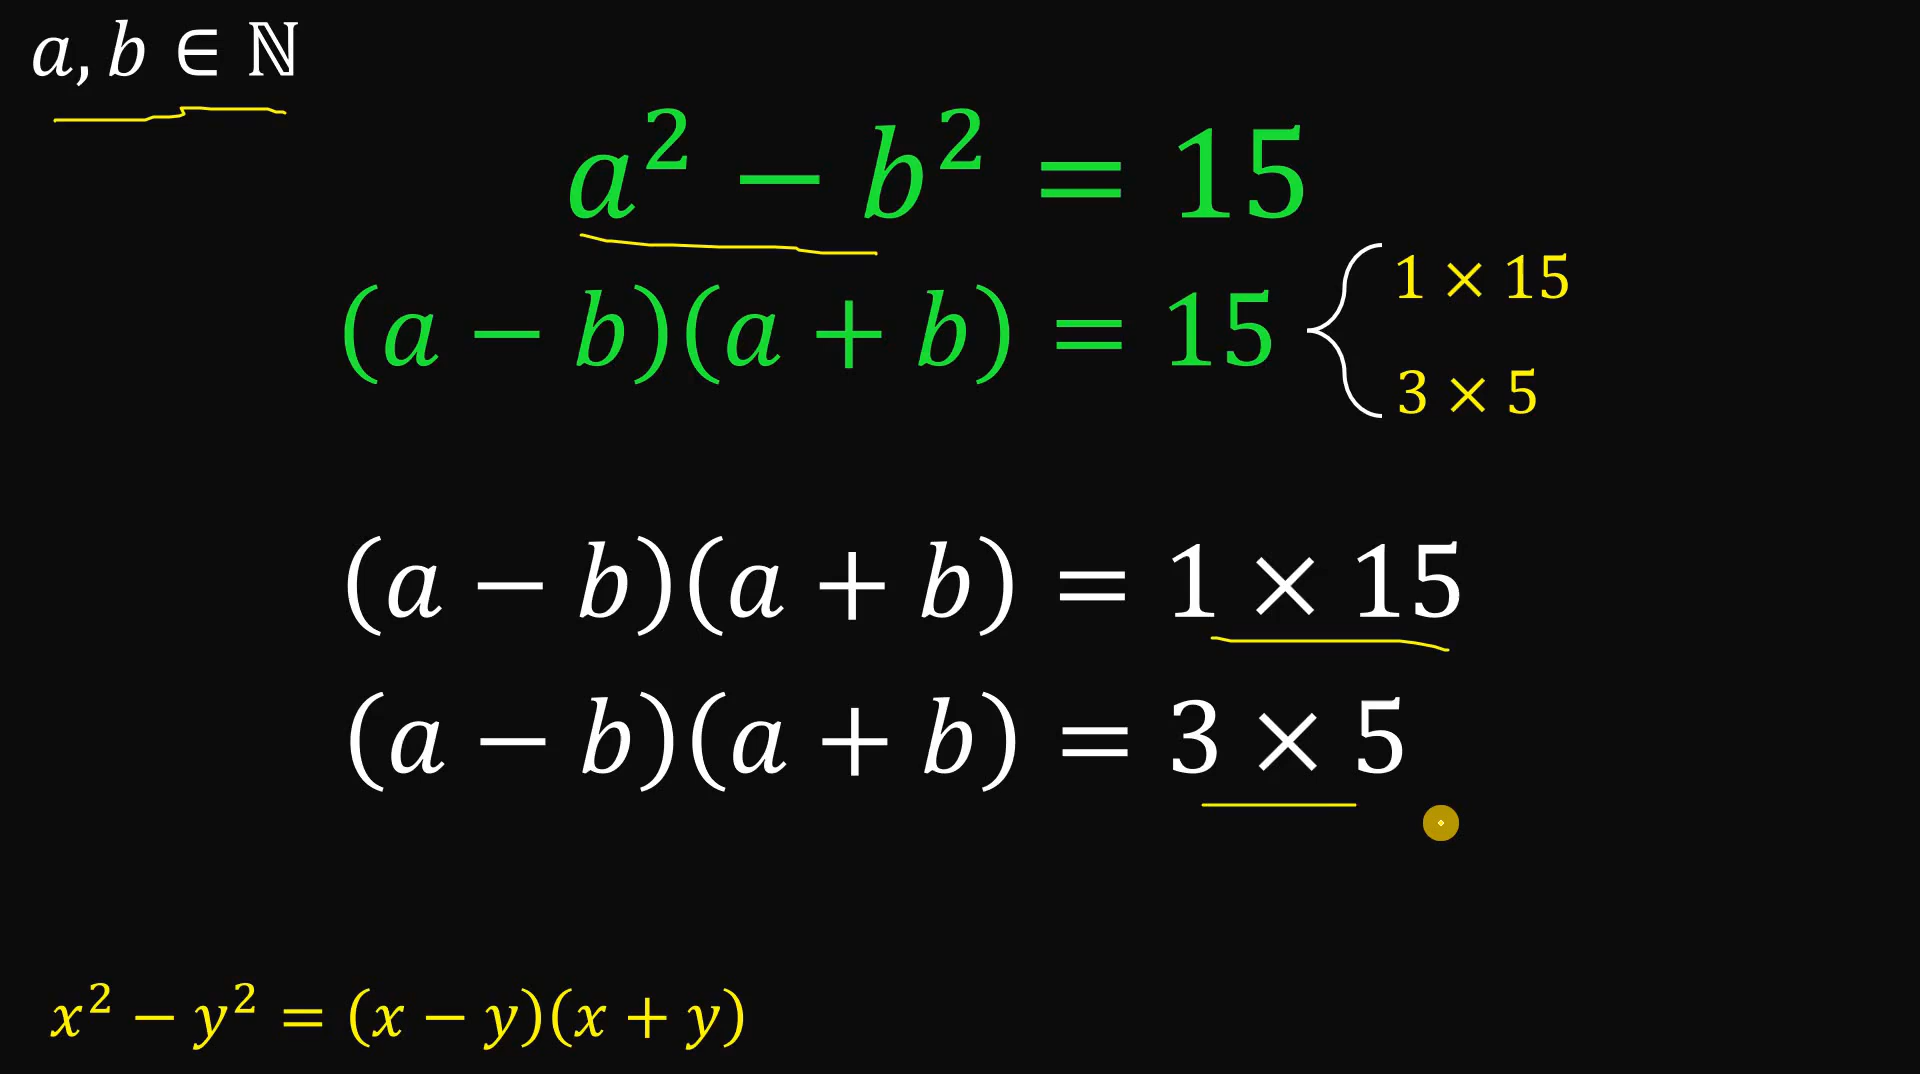 a, b ∈ ℕ
a² − b² = 15
(a − b)(a + b) = 15
1 × 15
3 × 5
(a − b)(a + b) = 1 × 15
(a − b)(a + b) = 3 × 5
x² − y² = (x − y)(x + y)